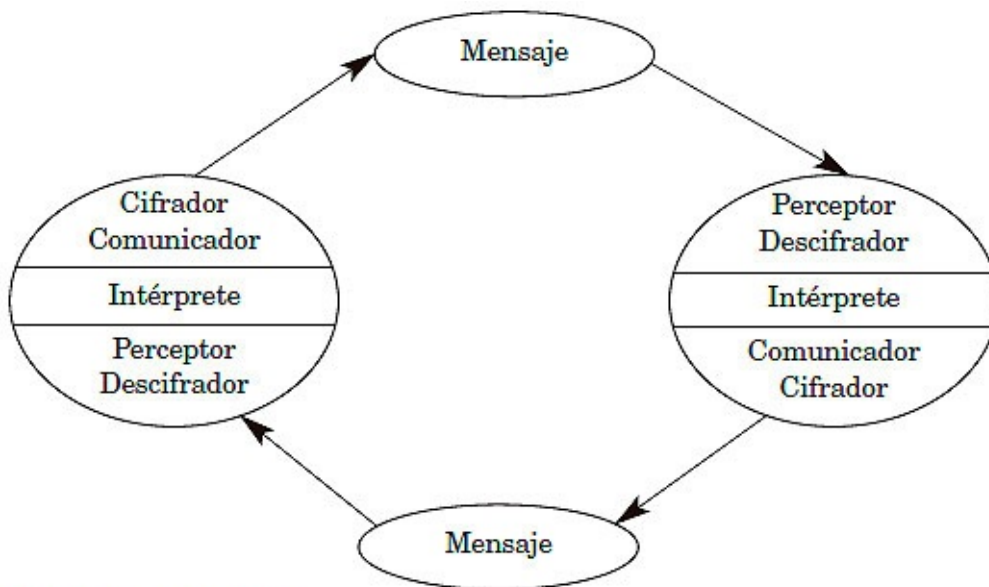 Mensaje
Cifrador
Comunicador
Intérprete
Perceptor
Descifrador
Perceptor
Descifrador
Intérprete
Comunicador
Cifrador
Mensaje